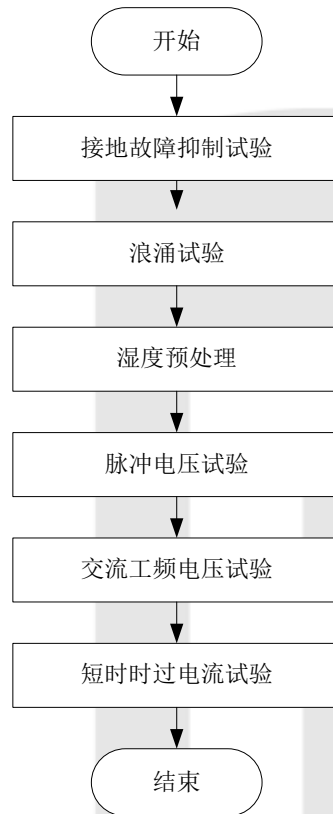 开始
接地故障抑制试验
浪涌试验
湿度预处理
脉冲电压试验
交流工频电压试验
短时时过电流试验
结束